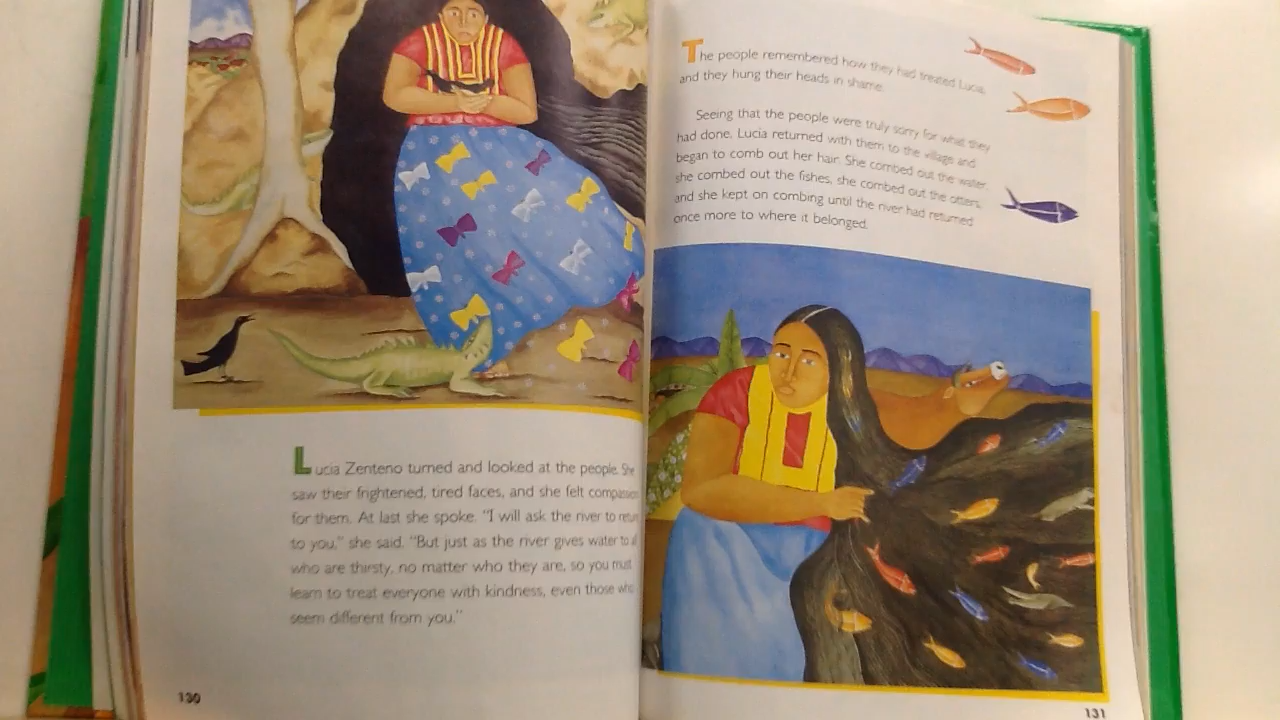 Lucia Zenteno turned and looked at the people. She
saw their frightened, tired faces, and she felt compassion
for them. At last she spoke. "I will ask the river to return
to you," she said. "But just as the river gives water to all
who are thirsty, no matter who they are, so you must
learn to treat everyone with kindness, even those who
seem different from you."
130
The people remembered how they had treated Lucia,
and they hung their heads in shame.
Seeing that the people were truly sorry for what they
had done, Lucia returned with them to the village and
began to comb out her hair. She combed out the water,
she combed out the fishes, she combed out the otters,
and she kept on combing until the river had returned
once more to where it belonged.
131